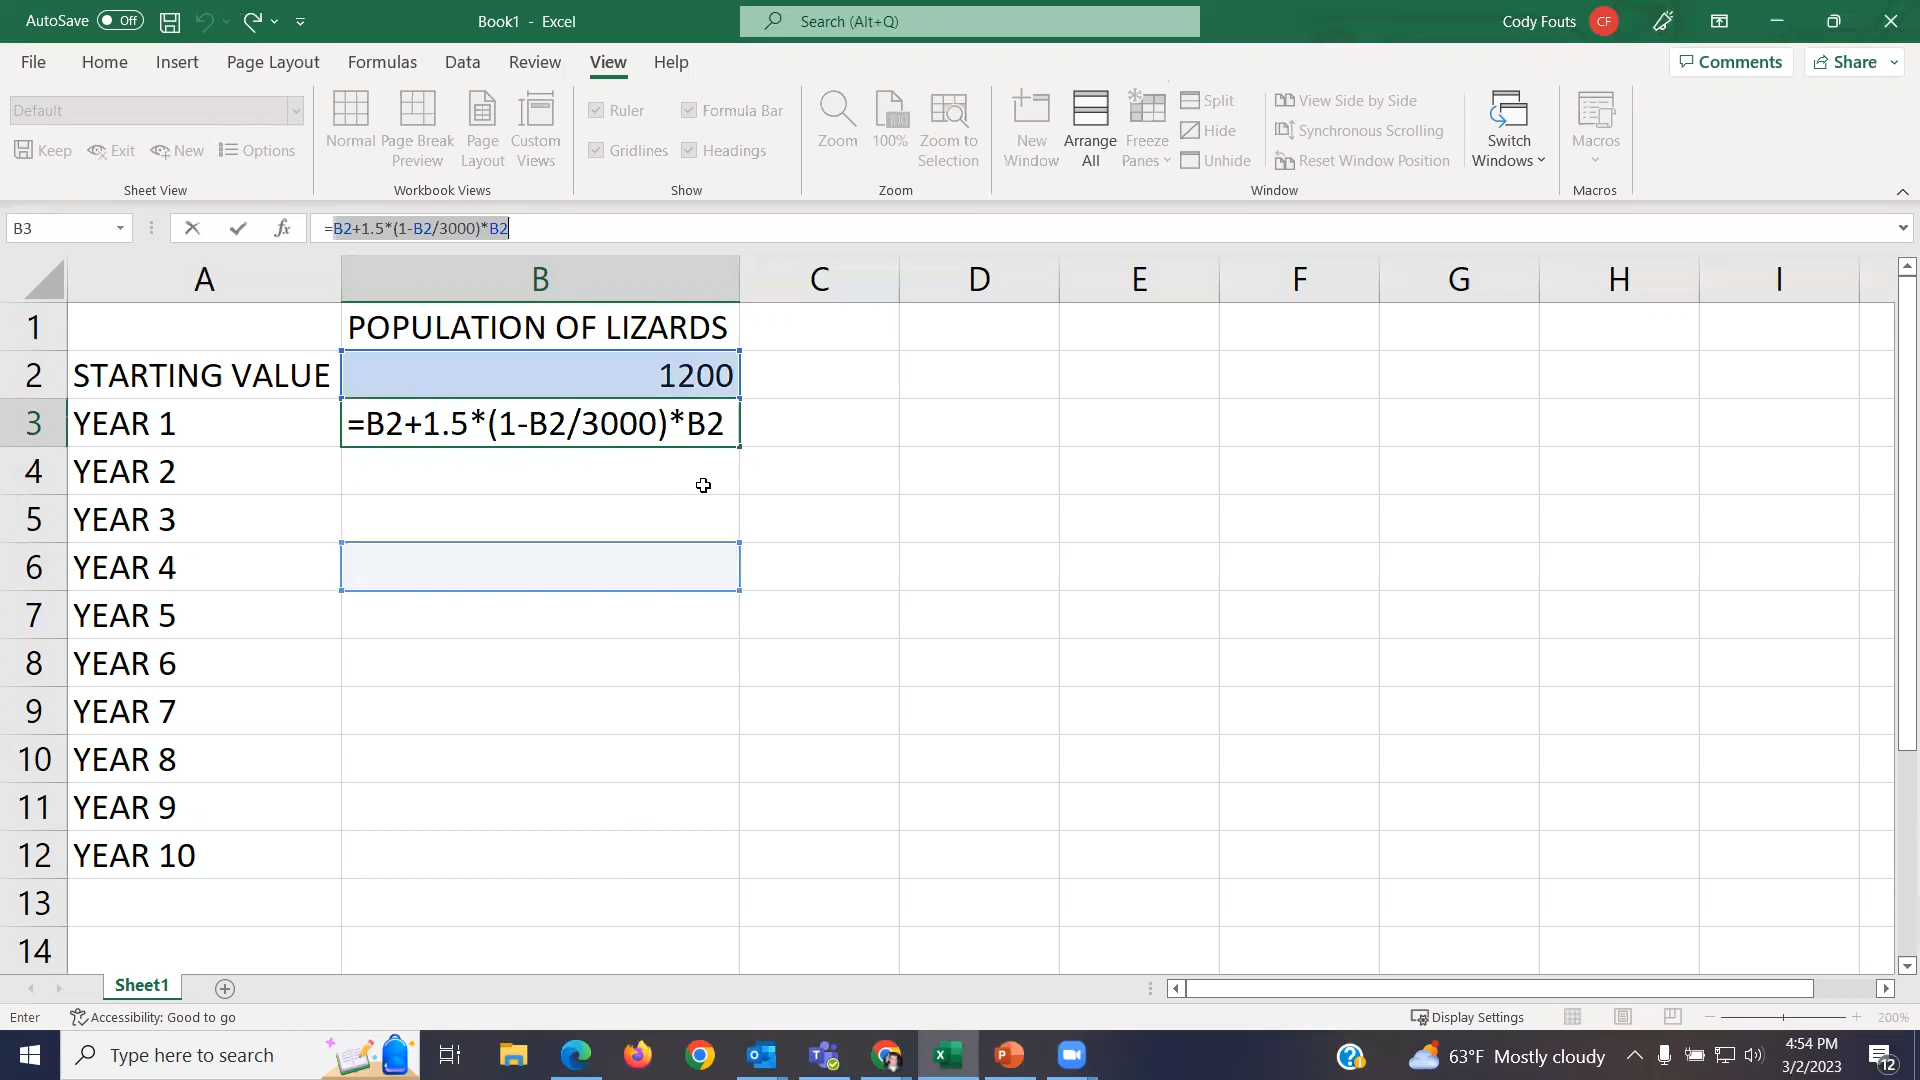 AutoSave Off Book1 - Excel Search (Alt+Q) Cody Fouts CF
File Home Insert Page Layout Formulas Data Review View Help Comments Share
Default
Keep Exit New Options
Sheet View
Normal Page Break Preview Page Layout Custom Views
Workbook Views
Ruler Formula Bar
Gridlines Headings
Show
Zoom 100% Zoom to Selection
Zoom
New Window Arrange All Freeze Panes
Split
Hide
Unhide
View Side by Side
Synchronous Scrolling
Reset Window Position
Switch Windows
Window
Macros
Macros
B3 fx =B2+1.5*(1-B2/3000)*B2
A B C D E F G H I
1 POPULATION OF LIZARDS
2 STARTING VALUE 1200
3 YEAR 1 =B2+1.5*(1-B2/3000)*B2
4 YEAR 2
5 YEAR 3
6 YEAR 4
7 YEAR 5
8 YEAR 6
9 YEAR 7
10 YEAR 8
11 YEAR 9
12 YEAR 10
13
14
Sheet1
Enter Accessibility: Good to go Display Settings 200%
Type here to search 63°F Mostly cloudy 4:54 PM
3/2/2023 12